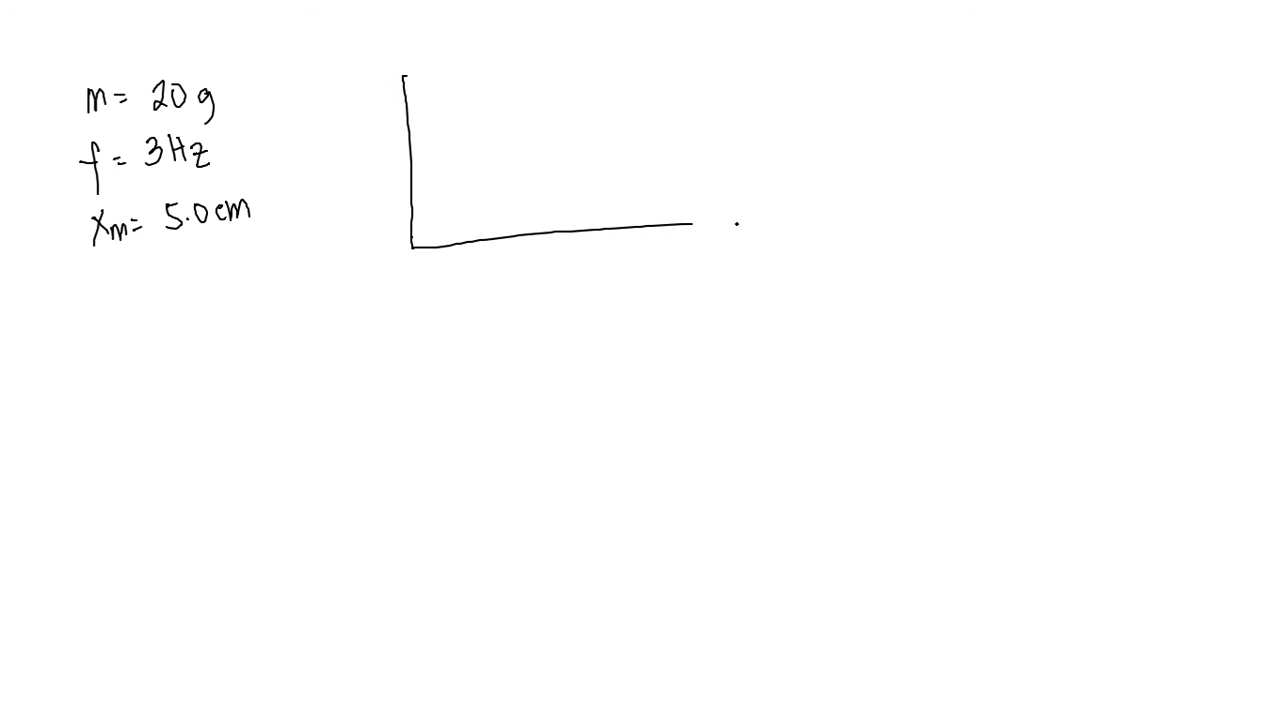 m = 20 g
f = 3 Hz
xm = 5.0 cm